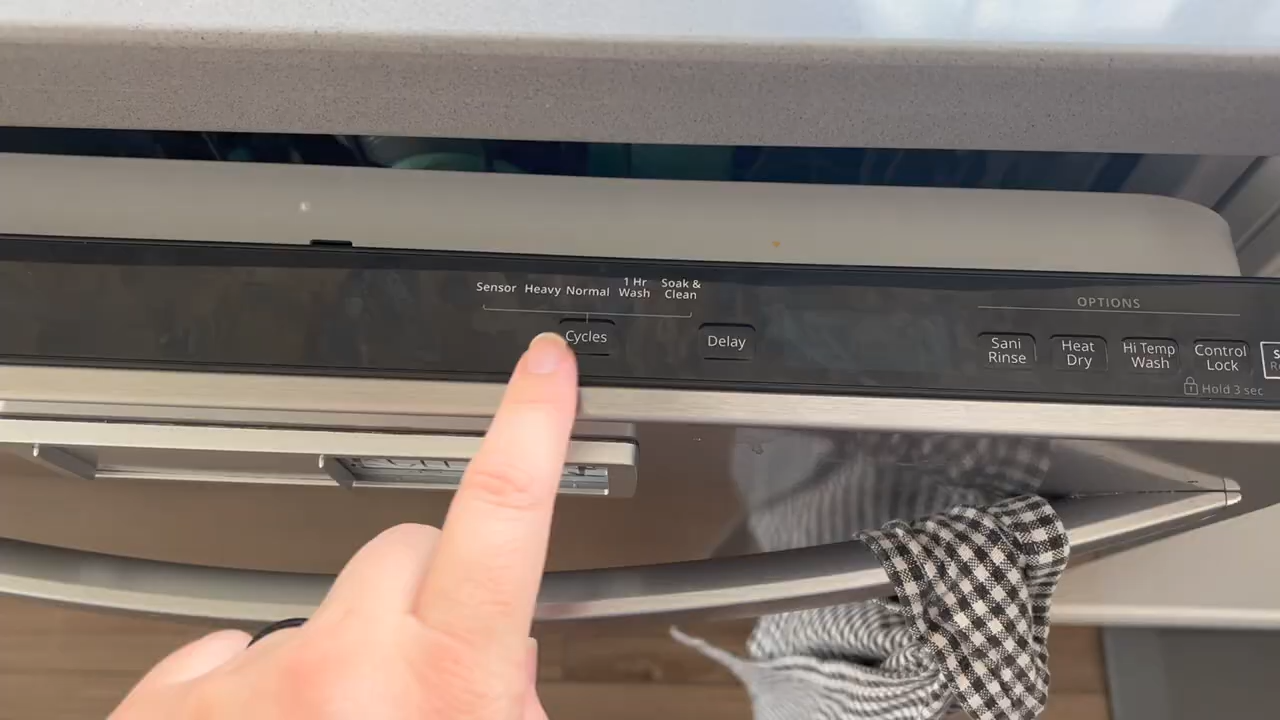 Sensor Heavy Normal 1 Hr Wash Soak & Clean
Cycles
Delay
OPTIONS
Sani Rinse
Heat Dry
Hi Temp Wash
Control Lock
Hold 3 sec